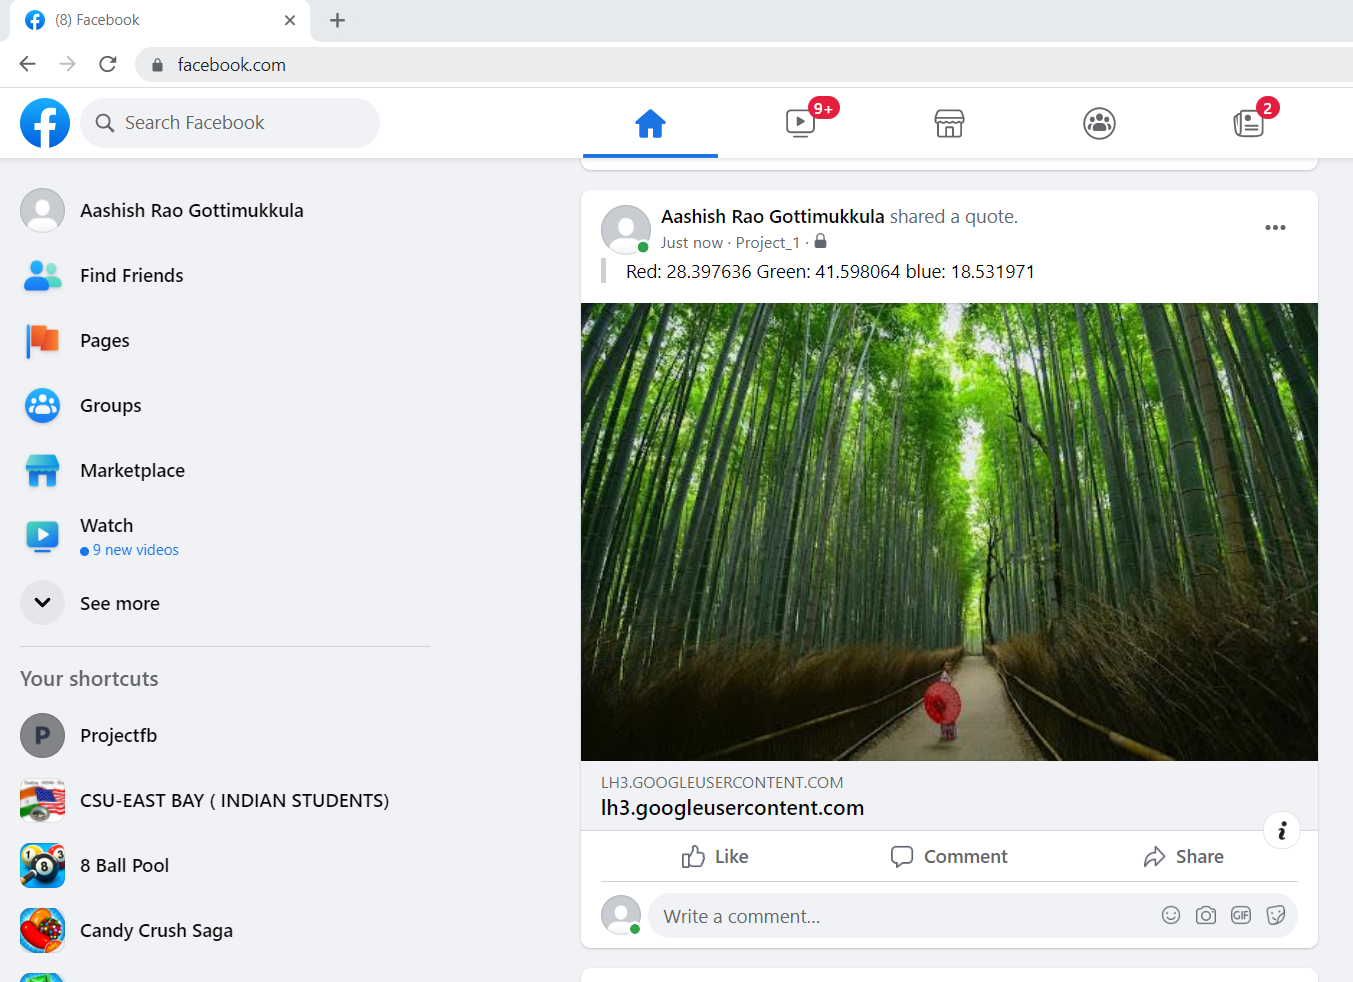 (8) Facebook
facebook.com
Search Facebook
9+
2
Aashish Rao Gottimukkula
Find Friends
Pages
Groups
Marketplace
Watch
9 new videos
See more
Your shortcuts
P
Projectfb
CSU-EAST BAY ( INDIAN STUDENTS)
8 Ball Pool
Candy Crush Saga
Aashish Rao Gottimukkula shared a quote.
Just now · Project_1 ·
Red: 28.397636 Green: 41.598064 blue: 18.531971
LH3.GOOGLEUSERCONTENT.COM
lh3.googleusercontent.com
i
Like Comment Share
Write a comment...
GIF